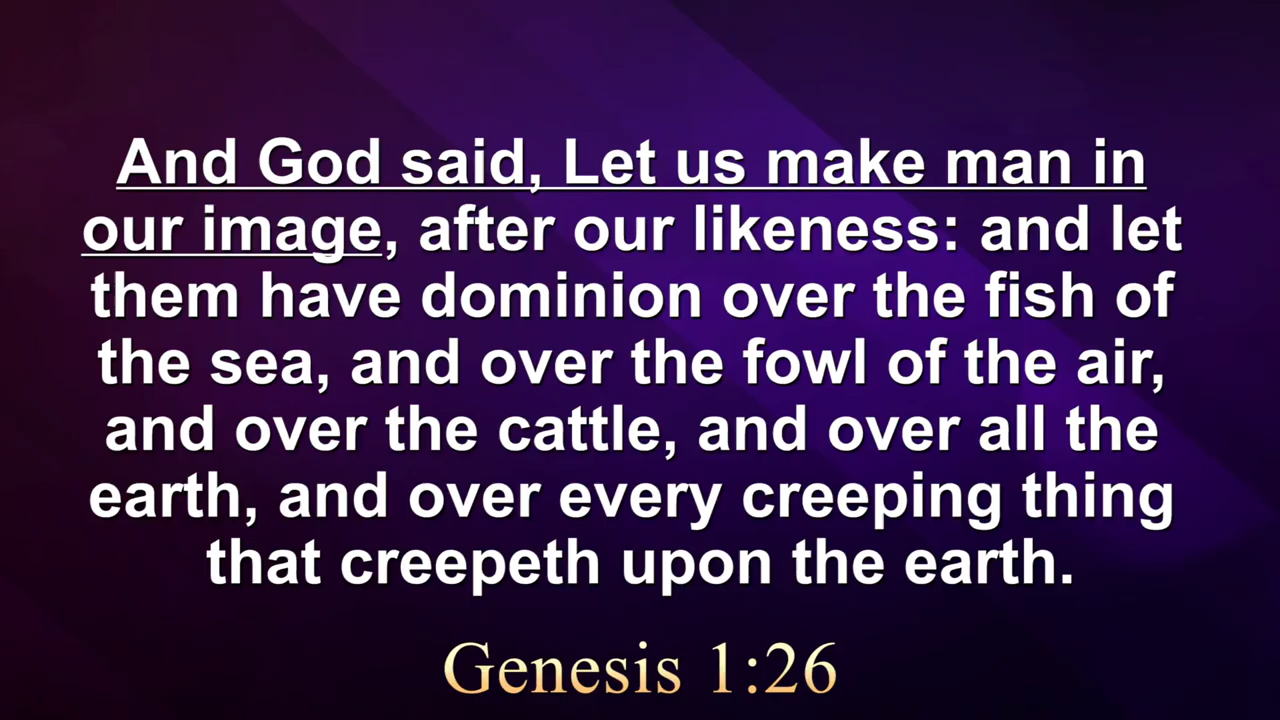 And God said, Let us make man in
our image, after our likeness: and let
them have dominion over the fish of
the sea, and over the fowl of the air,
and over the cattle, and over all the
earth, and over every creeping thing
that creepeth upon the earth.
Genesis 1:26